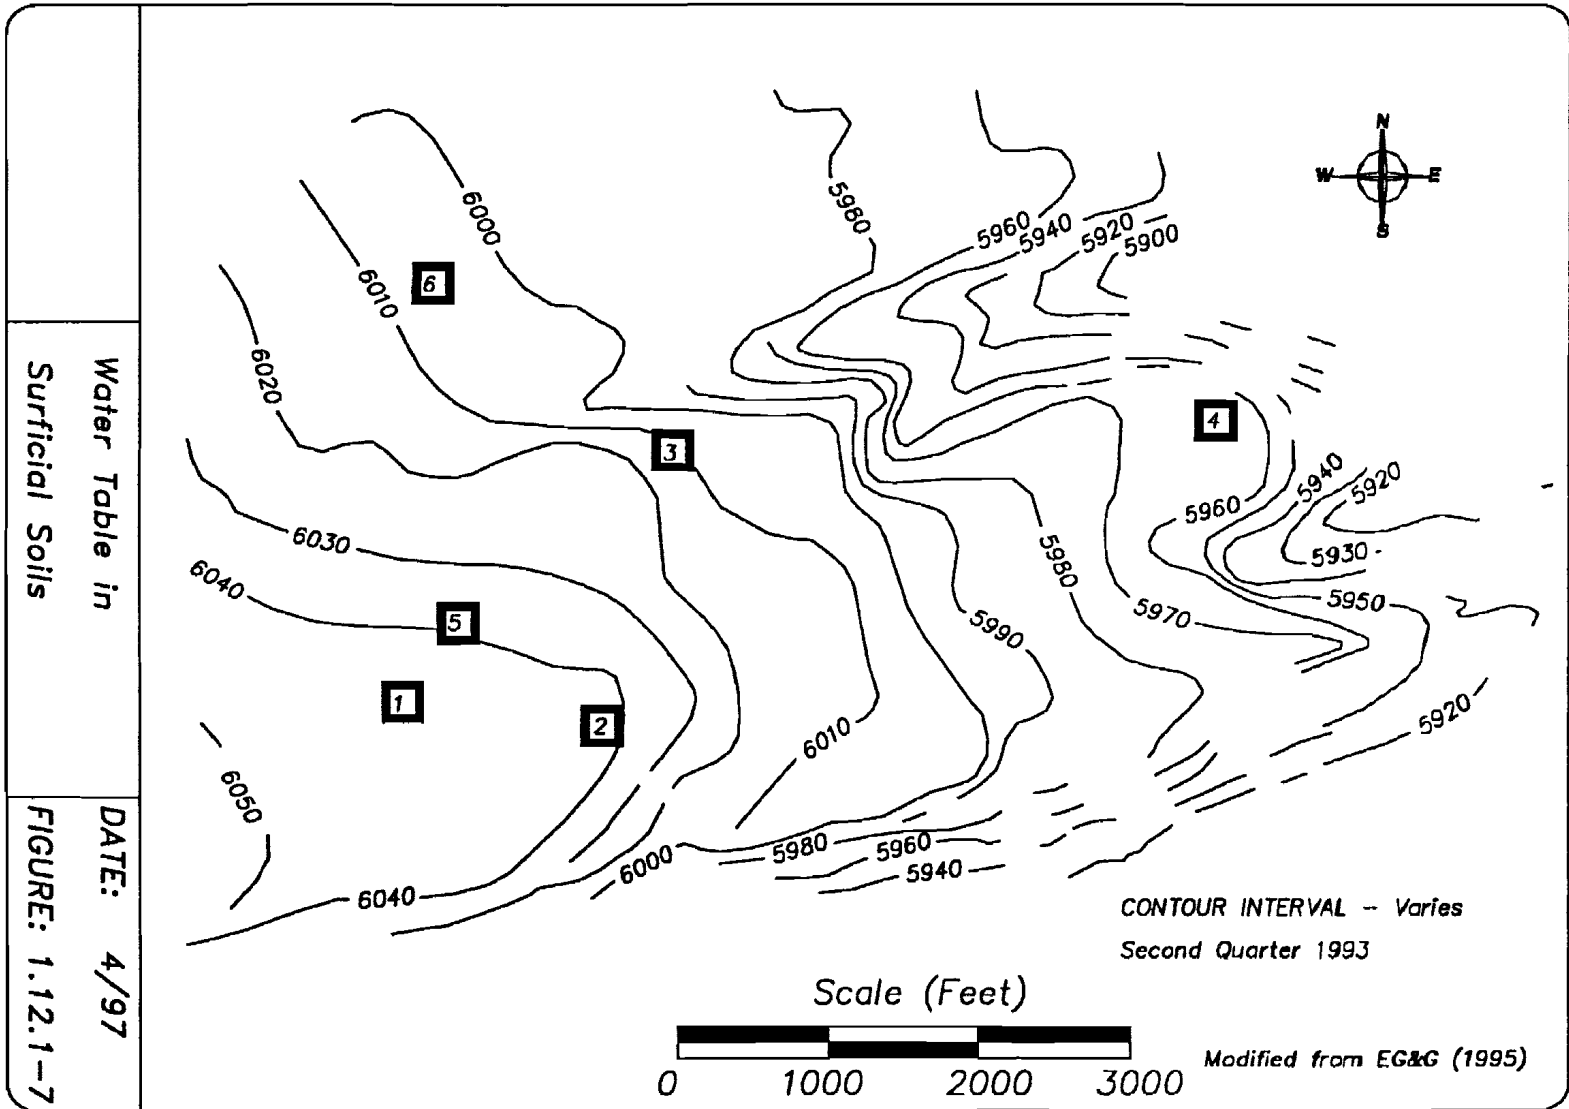 Water Table in
Surficial Soils
DATE: 4/97
FIGURE: 1.12.1-7
N
W E
S
6000
5980
5960
5940
5920
5900
6010
6
6020
3
4
6030
6040
5
5980
5990
5970
5960
5940
5920
5930
5950
1
2
6010
5920
6050
6000
5980
5960
5940
6040
CONTOUR INTERVAL - Varies
Second Quarter 1993
Scale (Feet)
0 1000 2000 3000
Modified from EG&G (1995)